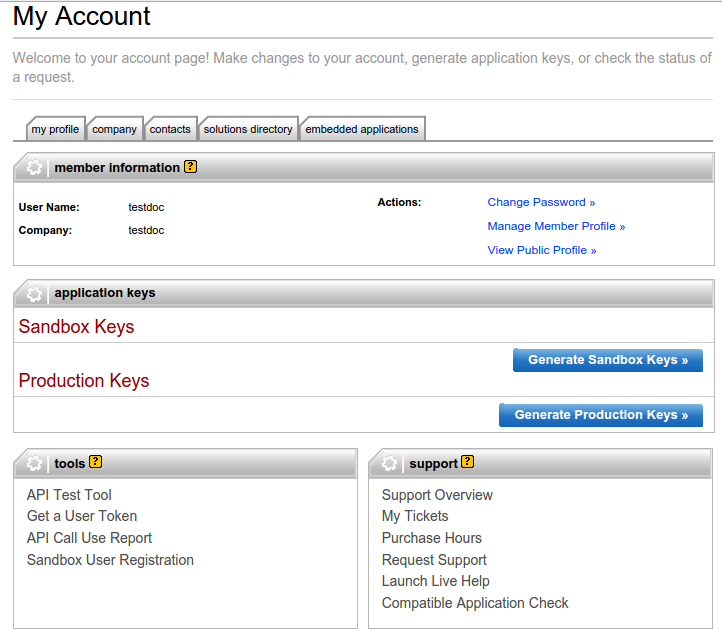 My Account
Welcome to your account page! Make changes to your account, generate application keys, or check the status of
a request.
my profile company contacts solutions directory embedded applications
member information ?
User Name: testdoc Actions: Change Password »
Company: testdoc Manage Member Profile »
View Public Profile »
application keys
Sandbox Keys
Generate Sandbox Keys »
Production Keys
Generate Production Keys »
tools ?
API Test Tool
Get a User Token
API Call Use Report
Sandbox User Registration
support ?
Support Overview
My Tickets
Purchase Hours
Request Support
Launch Live Help
Compatible Application Check